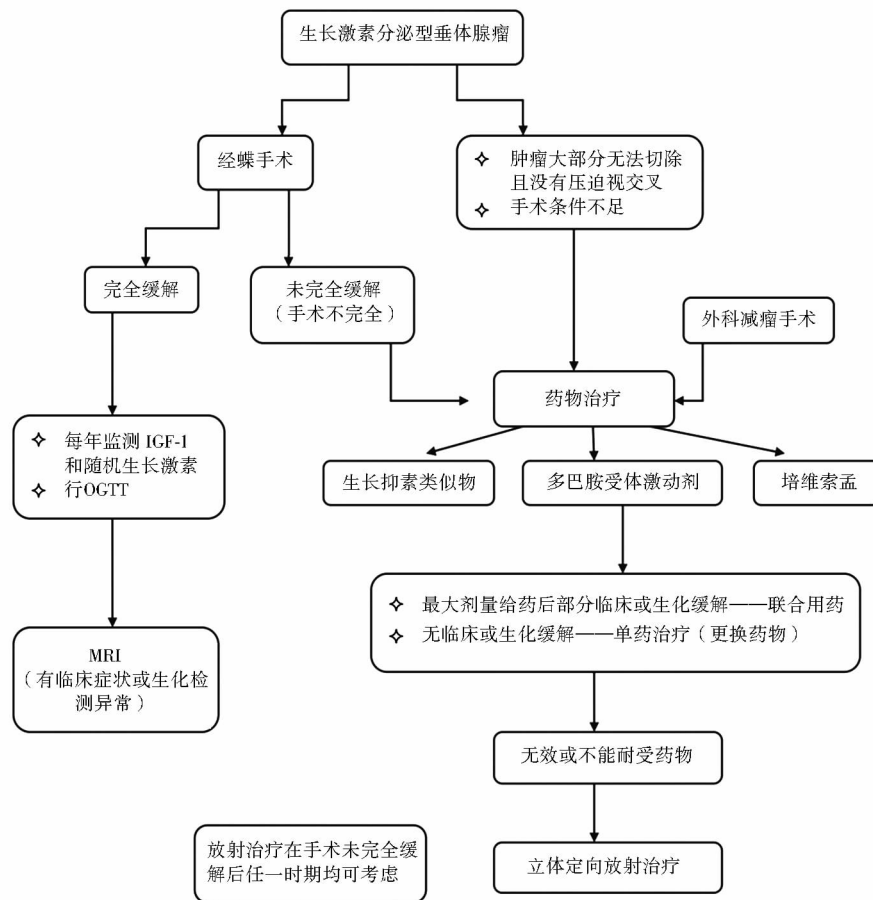 生长激素分泌型垂体腺瘤
经蝶手术
✧ 肿瘤大部分无法切除
且没有压迫视交叉
✧ 手术条件不足
完全缓解
未完全缓解
（手术不完全）
外科减瘤手术
药物治疗
✧ 每年监测 IGF-1
和随机生长激素
✧ 行OGTT
生长抑素类似物
多巴胺受体激动剂
培维索孟
✧ 最大剂量给药后部分临床或生化缓解——联合用药
✧ 无临床或生化缓解——单药治疗（更换药物）
MRI
（有临床症状或生化检
测异常）
无效或不能耐受药物
放射治疗在手术未完全缓
解后任一时期均可考虑
立体定向放射治疗